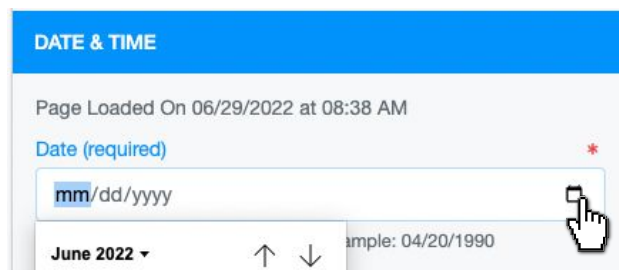 DATE & TIME
Page Loaded On 06/29/2022 at 08:38 AM
Date (required) *
mm/dd/yyyy
June 2022 ample: 04/20/1990